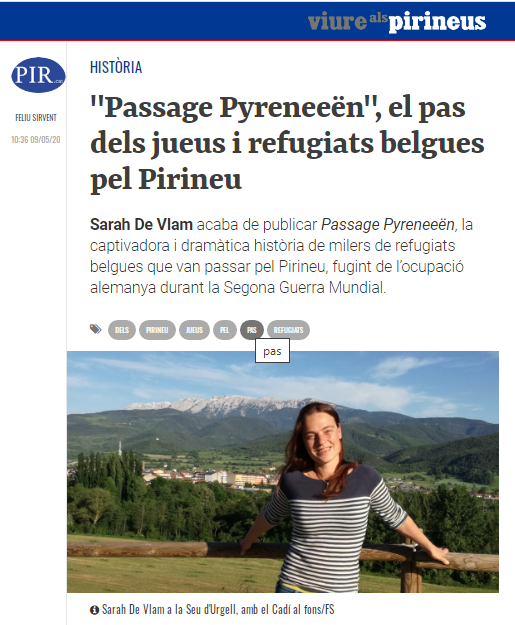 viure als pirineus
PIR.cat
FELIU SIRVENT
10:36 09/05/20
HISTÒRIA
"Passage Pyreneeën", el pas
dels jueus i refugiats belgues
pel Pirineu
Sarah De Vlam acaba de publicar Passage Pyreneeën, la
captivadora i dramàtica història de milers de refugiats
belgues que van passar pel Pirineu, fugint de l'ocupació
alemanya durant la Segona Guerra Mundial.
DELS PIRINEU JUEUS PEL PAS REFUGIATS
pas
Sarah De Vlam a la Seu d'Urgell, amb el Cadí al fons/FS